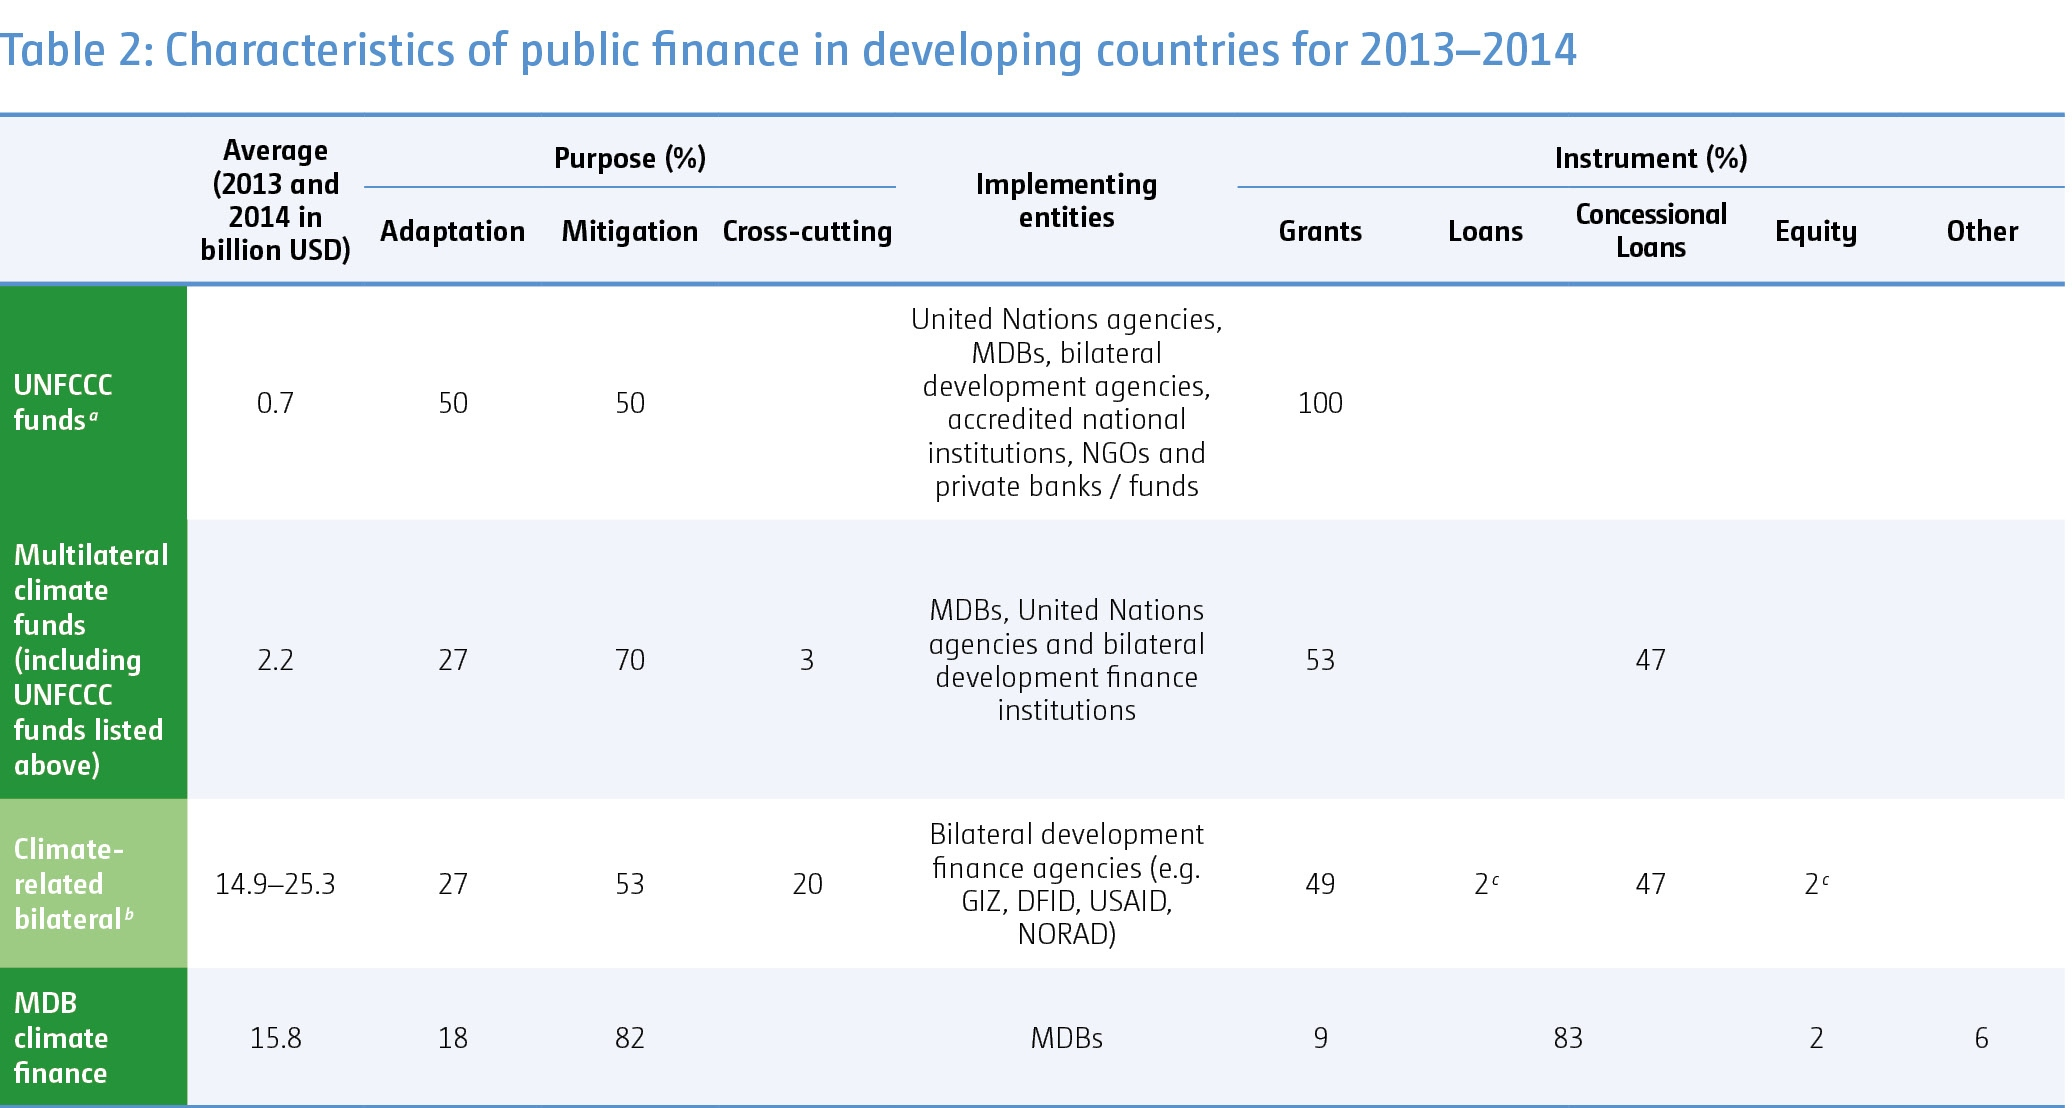 Table 2: Characteristics of public finance in developing countries for 2013–2014
Average
(2013 and
2014 in
billion USD)
Purpose (%)
Adaptation
Mitigation
Cross-cutting
Implementing
entities
Instrument (%)
Grants
Loans
Concessional
Loans
Equity
Other
UNFCCC
funds a
0.7
50
50
United Nations agencies,
MDBs, bilateral
development agencies,
accredited national
institutions, NGOs and
private banks / funds
100
Multilateral
climate
funds
(including
UNFCCC
funds listed
above)
2.2
27
70
3
MDBs, United Nations
agencies and bilateral
development finance
institutions
53
47
Climate-
related
bilateral b
14.9–25.3
27
53
20
Bilateral development
finance agencies (e.g.
GIZ, DFID, USAID,
NORAD)
49
2 c
47
2 c
MDB
climate
finance
15.8
18
82
MDBs
9
83
2
6